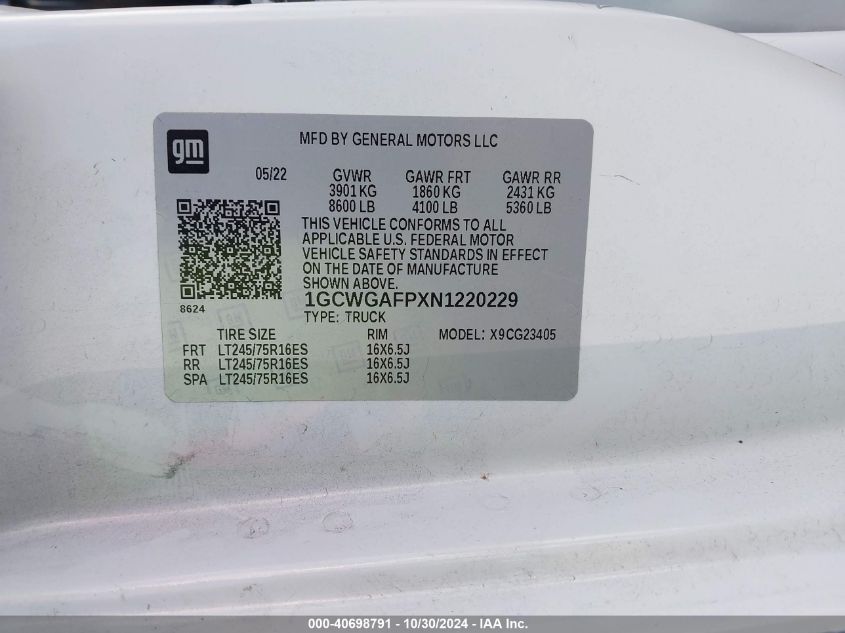 gm
MFD BY GENERAL MOTORS LLC
05/22 GVWR GAWR FRT GAWR RR
3901 KG 1860 KG 2431 KG
8600 LB 4100 LB 5360 LB
THIS VEHICLE CONFORMS TO ALL
APPLICABLE U.S. FEDERAL MOTOR
VEHICLE SAFETY STANDARDS IN EFFECT
ON THE DATE OF MANUFACTURE
SHOWN ABOVE.
1GCWGAFPXN1220229
8624
TYPE: TRUCK
TIRE SIZE RIM MODEL: X9CG23405
FRT LT245/75R16ES 16X6.5J
RR LT245/75R16ES 16X6.5J
SPA LT245/75R16ES 16X6.5J
000-40698791 - 10/30/2024 - IAA Inc.